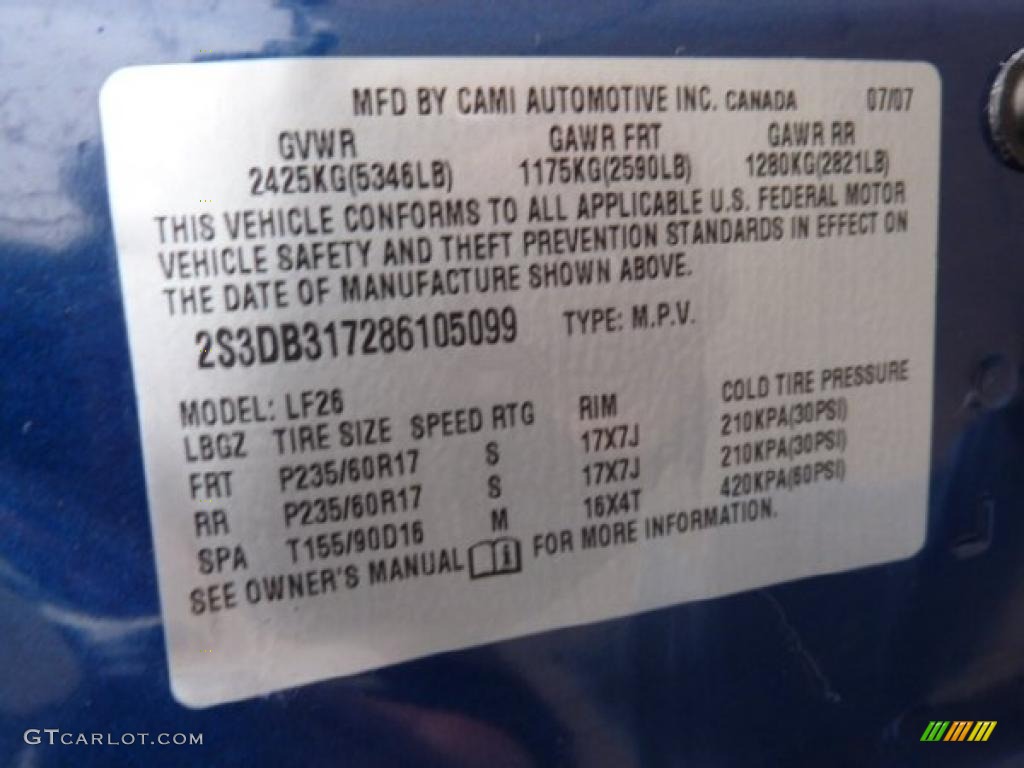 MFD BY CAMI AUTOMOTIVE INC. CANADA 07/07
GVWR GAWR FRT GAWR RR
2425KG(5346LB) 1175KG(2590LB) 1280KG(2821LB)
THIS VEHICLE CONFORMS TO ALL APPLICABLE U.S. FEDERAL MOTOR
VEHICLE SAFETY AND THEFT PREVENTION STANDARDS IN EFFECT ON
THE DATE OF MANUFACTURE SHOWN ABOVE.
2S3DB317286105099 TYPE: M.P.V.
MODEL: LF26
LBGZ TIRE SIZE SPEED RTG RIM COLD TIRE PRESSURE
FRT P235/60R17 S 17X7J 210KPA(30PSI)
RR P235/60R17 S 17X7J 210KPA(30PSI)
SPA T155/90D16 M 16X4T 420KPA(60PSI)
SEE OWNER'S MANUAL FOR MORE INFORMATION.
GTCARLOT.COM